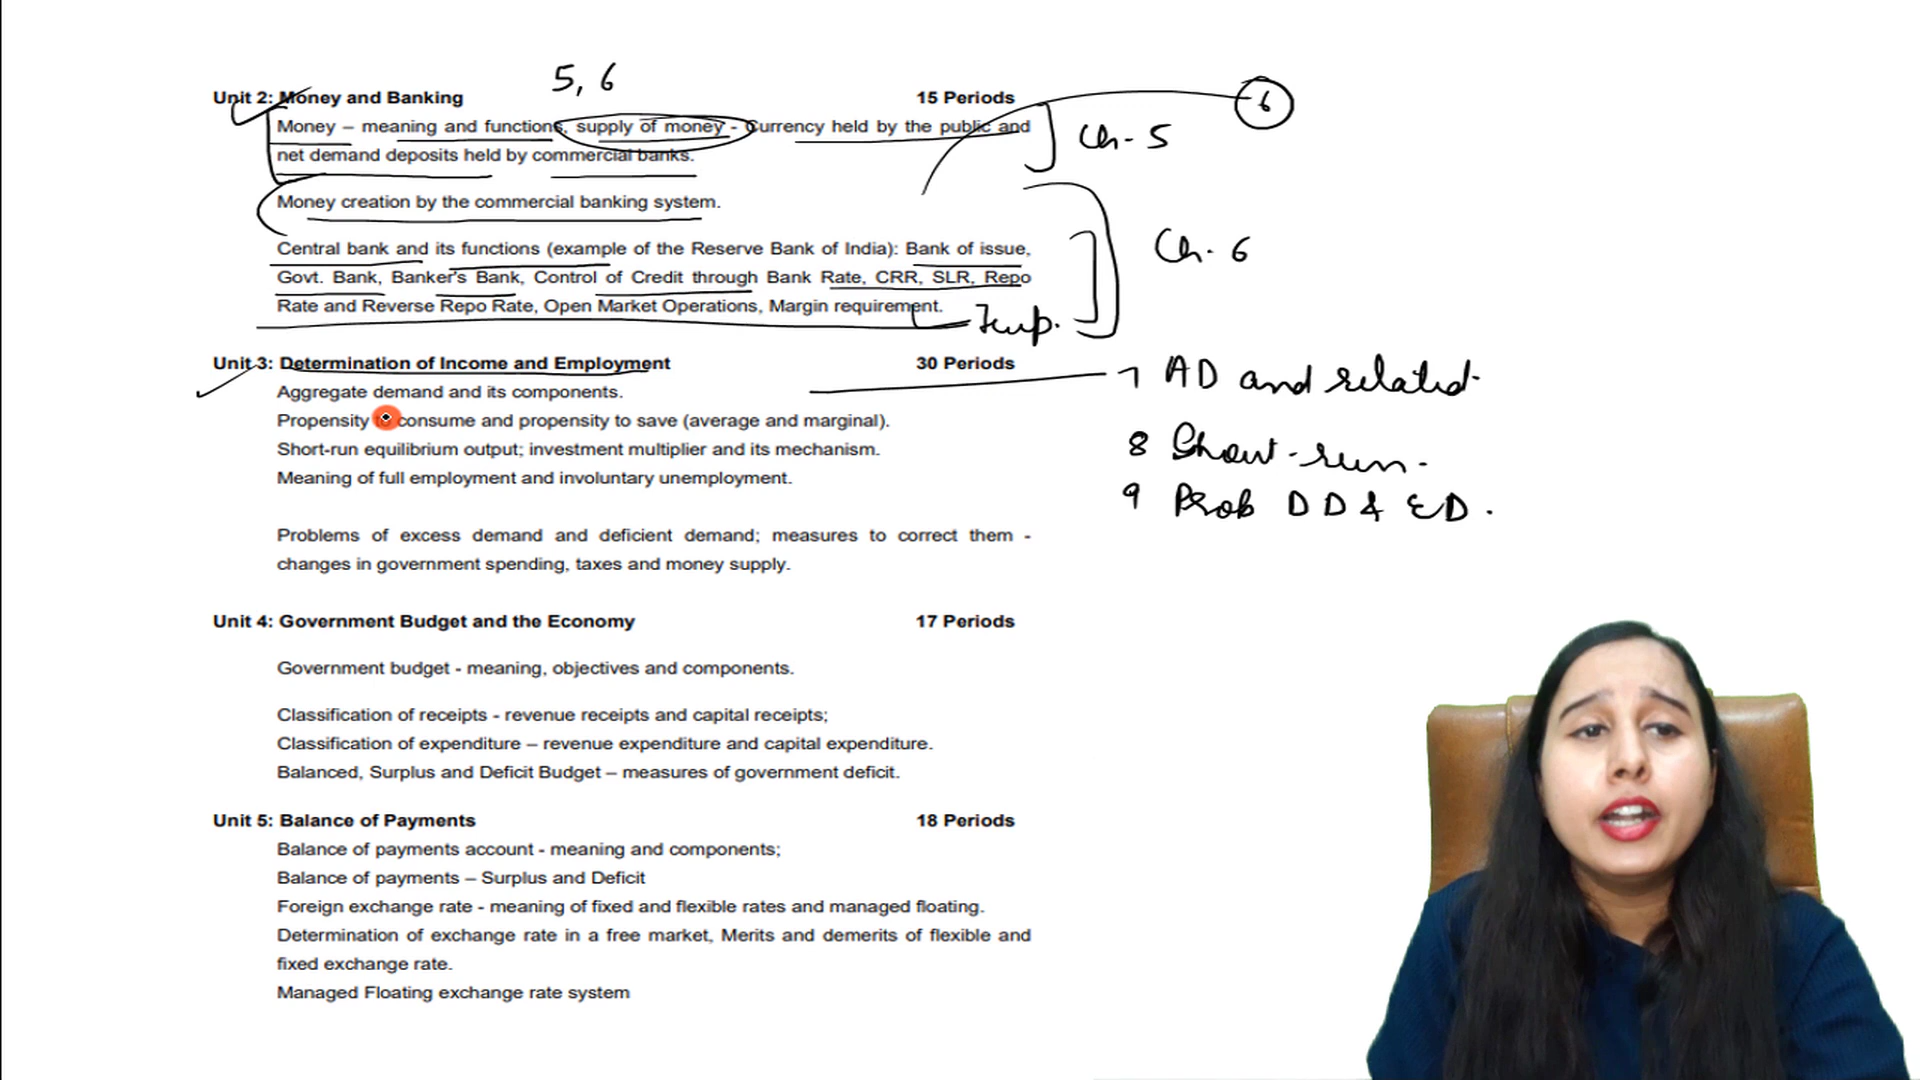 5, 6
Unit 2: Money and Banking 15 Periods 6
Money – meaning and functions, supply of money - Currency held by the public and
net demand deposits held by commercial banks.
Ch- 5
Money creation by the commercial banking system.
Central bank and its functions (example of the Reserve Bank of India): Bank of issue,
Govt. Bank, Banker's Bank, Control of Credit through Bank Rate, CRR, SLR, Repo
Rate and Reverse Repo Rate, Open Market Operations, Margin requirement.
Ch- 6
Imp.
Unit 3: Determination of Income and Employment 30 Periods
Aggregate demand and its components.
Propensity to consume and propensity to save (average and marginal).
Short-run equilibrium output; investment multiplier and its mechanism.
Meaning of full employment and involuntary unemployment.
7 AD and related.
8 Short-run-
9 Prob DD & ED.
Problems of excess demand and deficient demand; measures to correct them -
changes in government spending, taxes and money supply.
Unit 4: Government Budget and the Economy 17 Periods
Government budget - meaning, objectives and components.
Classification of receipts - revenue receipts and capital receipts;
Classification of expenditure – revenue expenditure and capital expenditure.
Balanced, Surplus and Deficit Budget – measures of government deficit.
Unit 5: Balance of Payments 18 Periods
Balance of payments account - meaning and components;
Balance of payments – Surplus and Deficit
Foreign exchange rate - meaning of fixed and flexible rates and managed floating.
Determination of exchange rate in a free market, Merits and demerits of flexible and
fixed exchange rate.
Managed Floating exchange rate system